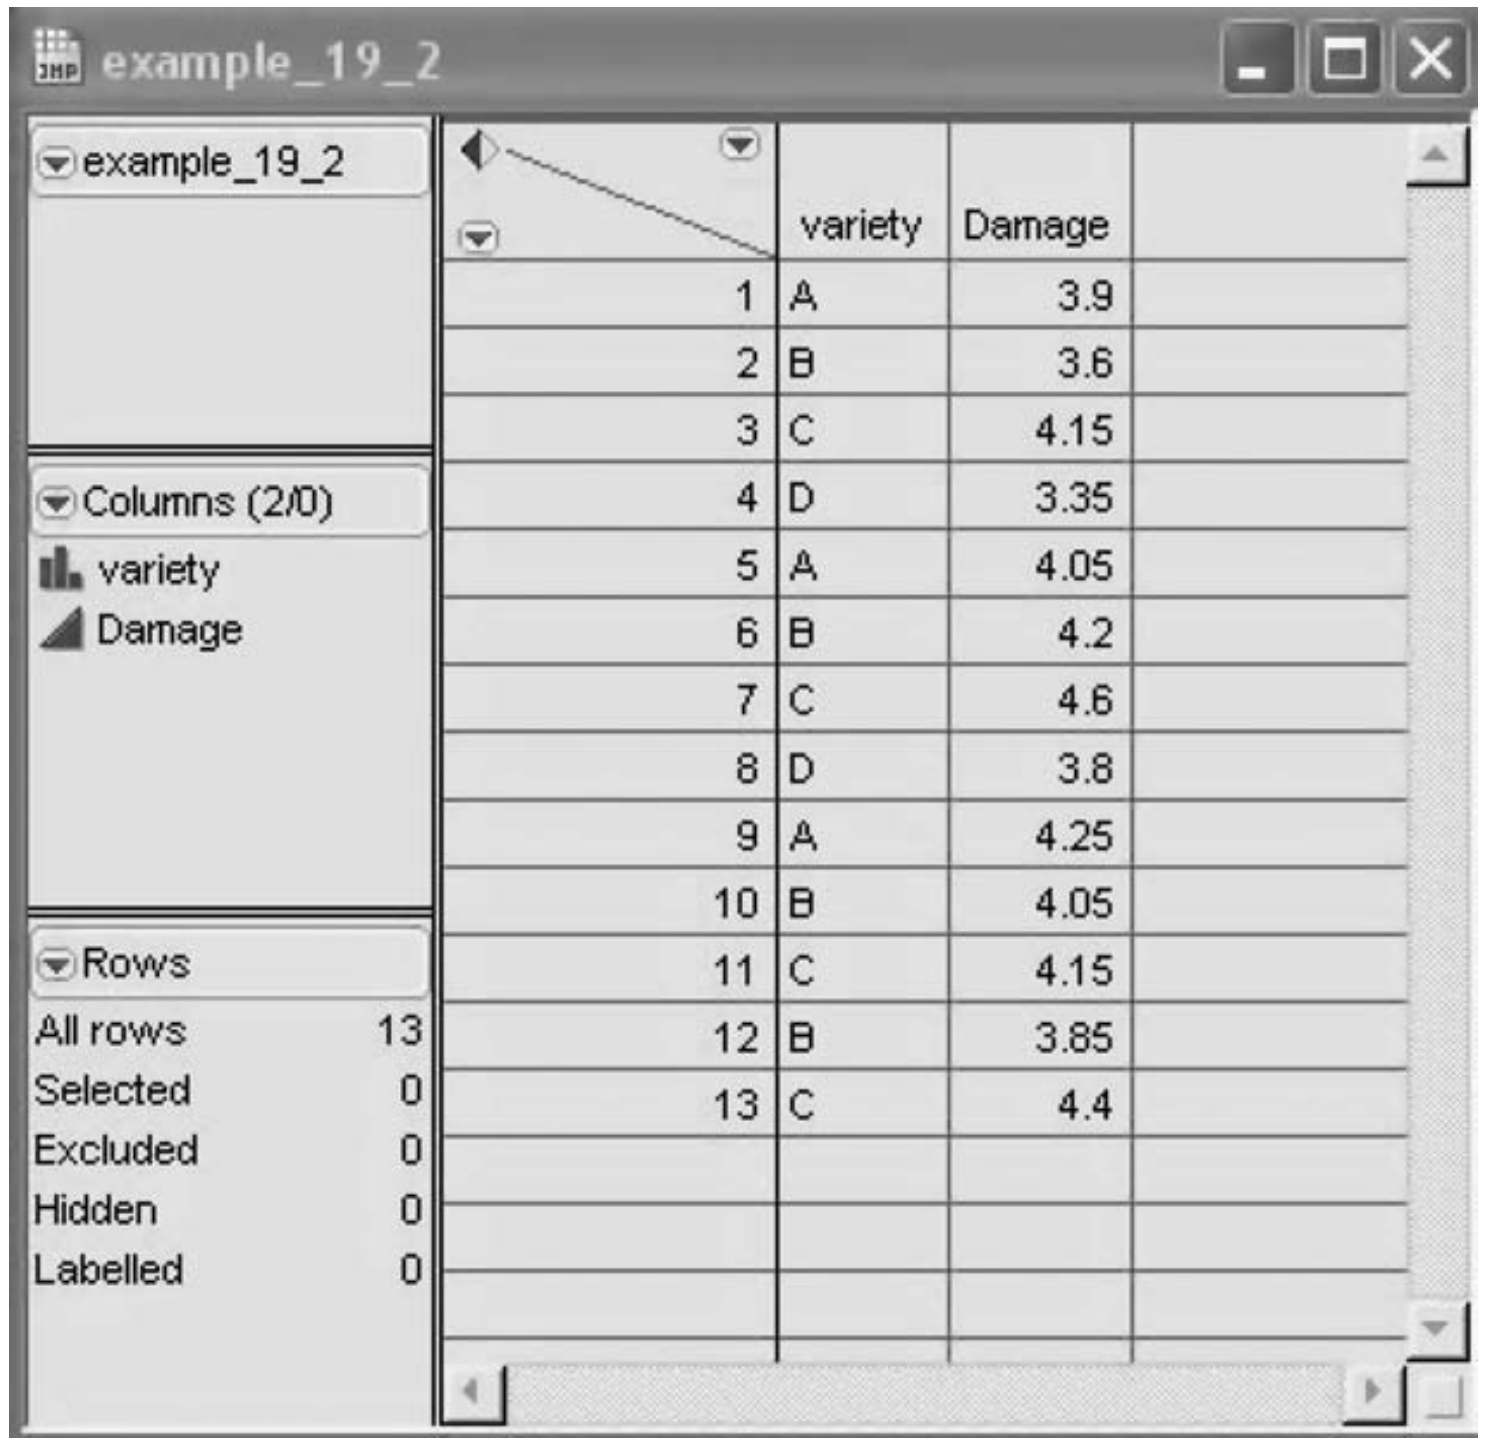 JMP example_19_2
example_19_2
Columns (2/0)
variety
Damage
Rows
All rows 13
Selected 0
Excluded 0
Hidden 0
Labelled 0
variety Damage
1 A 3.9
2 B 3.6
3 C 4.15
4 D 3.35
5 A 4.05
6 B 4.2
7 C 4.6
8 D 3.8
9 A 4.25
10 B 4.05
11 C 4.15
12 B 3.85
13 C 4.4